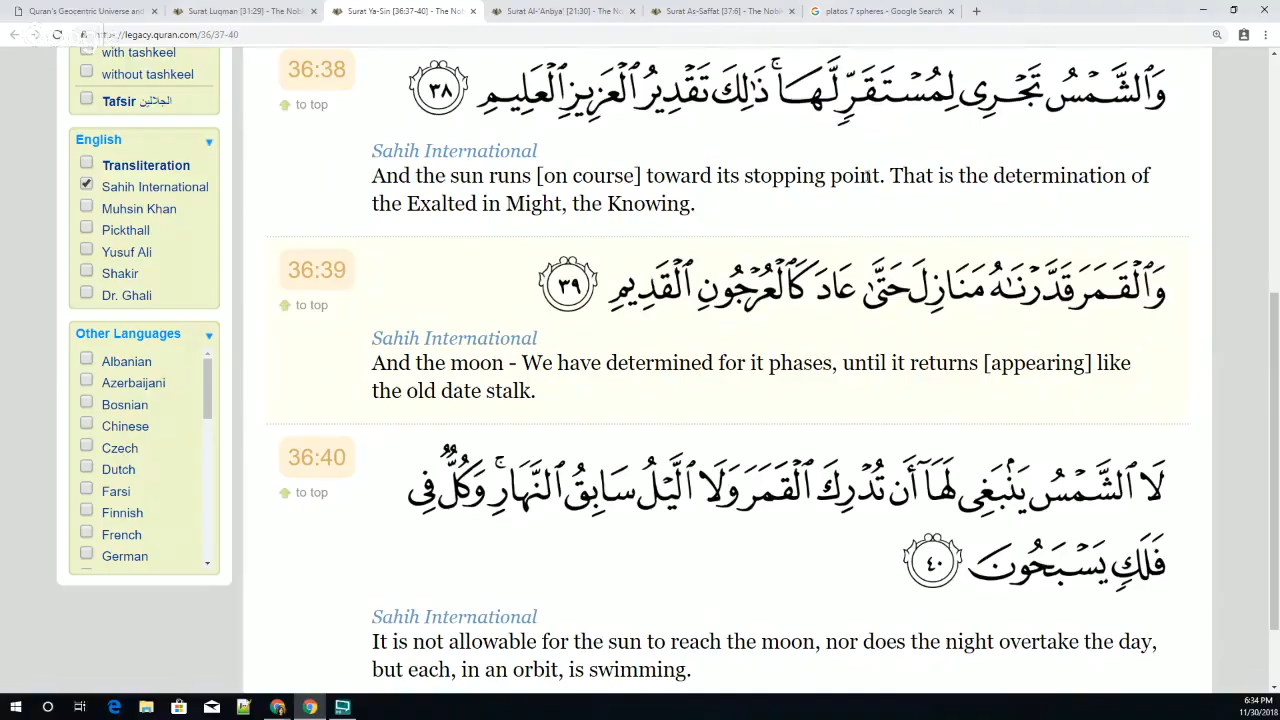 Quran's Geocentric Universe and
Surat Luqman [31:29] - The Nobl
Surat Ya-Sin [36:37-40] - The No
Surat Al-'Anbya' [21:30] - The No
Surat As-Saffat [37:6] - The Nobl
platos 7 spheres - Google Search
https://legacy.quran.com/36/37-40
with tashkeel
without tashkeel
Tafsir الجلالين
English
Transliteration
Sahih International
Muhsin Khan
Pickthall
Yusuf Ali
Shakir
Dr. Ghali
Other Languages
Albanian
Azerbaijani
Bosnian
Chinese
Czech
Dutch
Farsi
Finnish
French
German
36:38
to top
وَٱلشَّمْسُ تَجْرِى لِمُسْتَقَرٍّ لَّهَا ۚ ذَٰلِكَ تَقْدِيرُ ٱلْعَزِيزِ ٱلْعَلِيمِ ٣٨
Sahih International
And the sun runs [on course] toward its stopping point. That is the determination of
the Exalted in Might, the Knowing.
36:39
to top
وَٱلْقَمَرَ قَدَّرْنَٰهُ مَنَازِلَ حَتَّىٰ عَادَ كَٱلْعُرْجُونِ ٱلْقَدِيمِ ٣٩
Sahih International
And the moon - We have determined for it phases, until it returns [appearing] like
the old date stalk.
36:40
to top
لَا ٱلشَّمْسُ يَنۢبَغِى لَهَآ أَن تُدْرِكَ ٱلْقَمَرَ وَلَا ٱلَّيْلُ سَابِقُ ٱلنَّهَارِ ۚ وَكُلٌّ فِى
فَلَكٍ يَسْبَحُونَ ٤٠
Sahih International
It is not allowable for the sun to reach the moon, nor does the night overtake the day,
but each, in an orbit, is swimming.
6:34 PM
11/30/2018